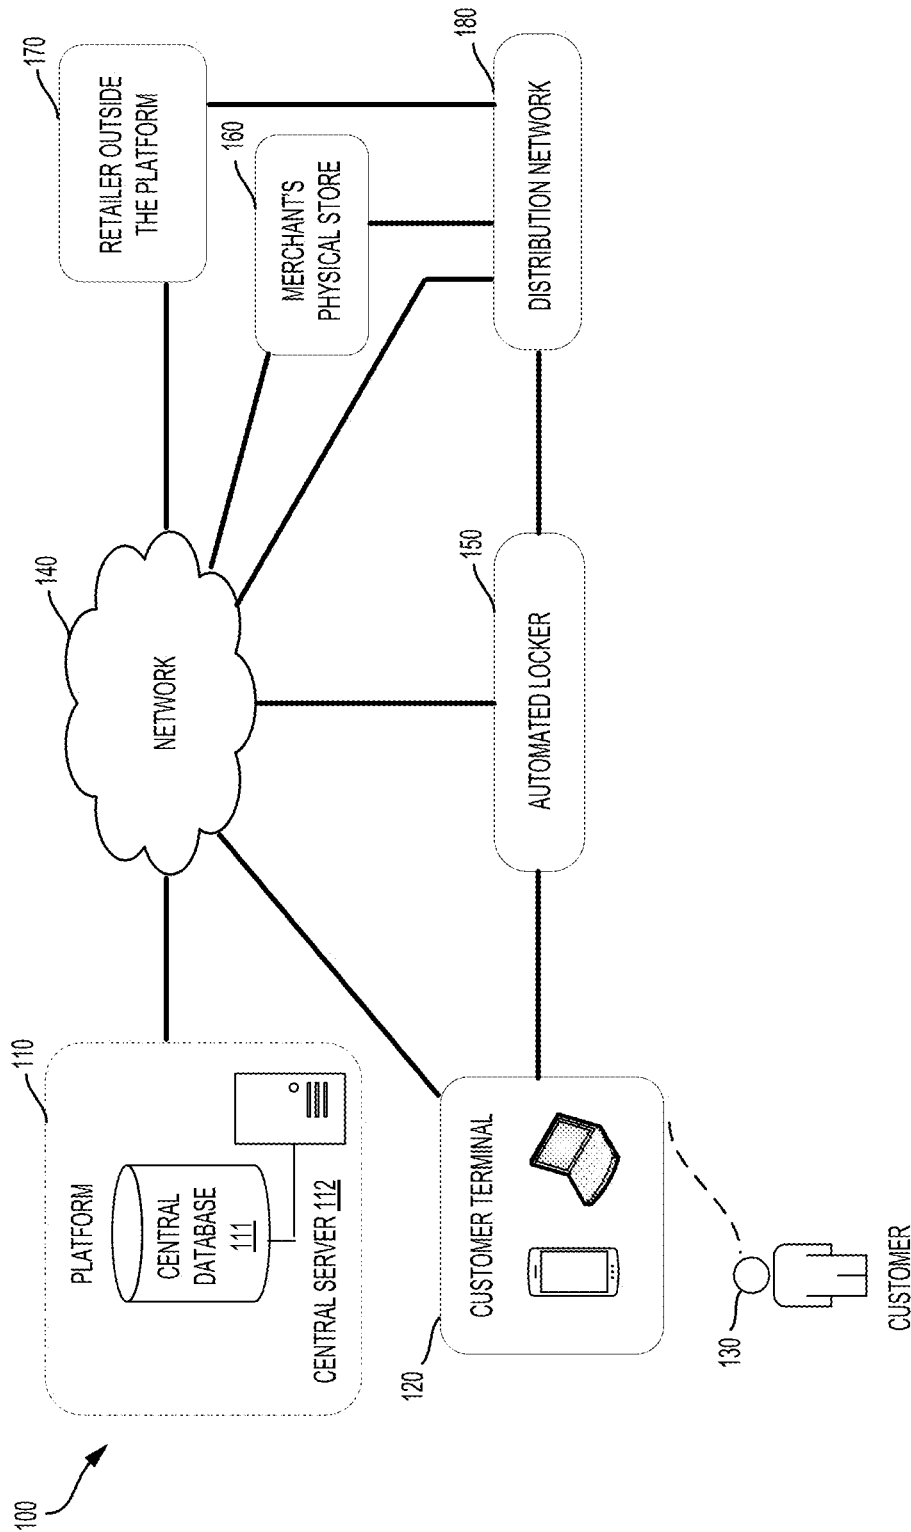 100
110
PLATFORM
CENTRAL
DATABASE
111
CENTRAL SERVER 112
120
CUSTOMER TERMINAL
130
CUSTOMER
140
NETWORK
150
AUTOMATED LOCKER
160
MERCHANT'S
PHYSICAL STORE
170
RETAILER OUTSIDE
THE PLATFORM
180
DISTRIBUTION NETWORK